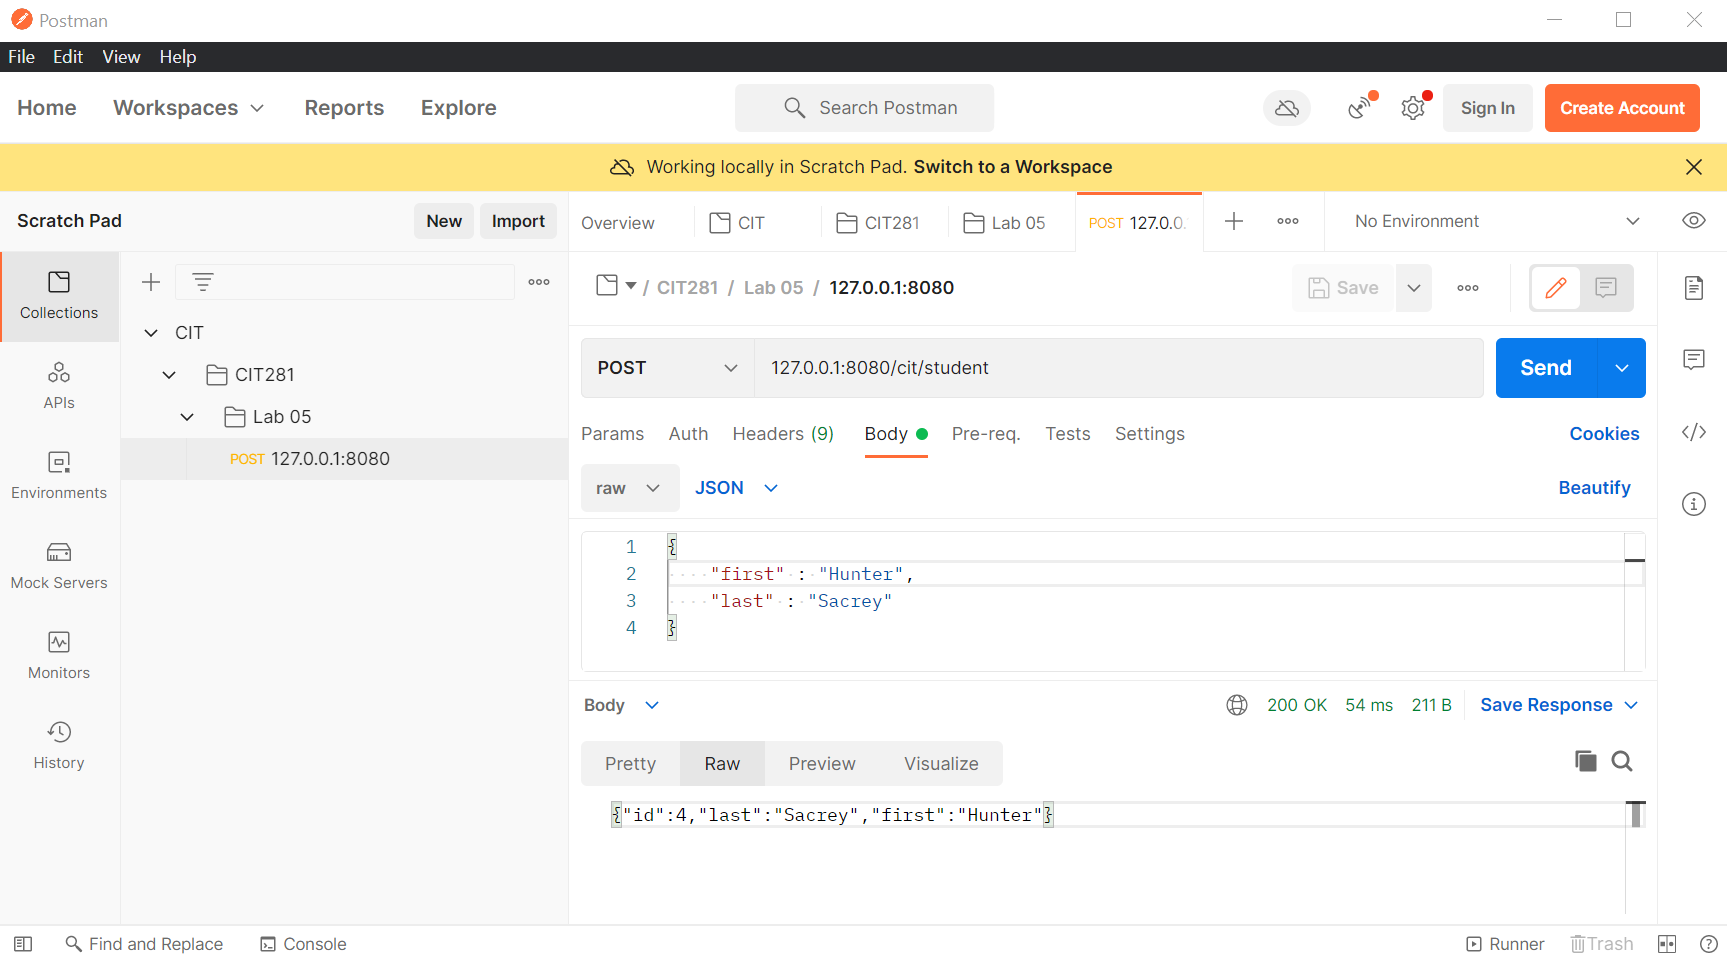 Postman
File Edit View Help
Home Workspaces Reports Explore Search Postman Sign In Create Account
Working locally in Scratch Pad. Switch to a Workspace
Scratch Pad New Import
Overview CIT CIT281 Lab 05 POST 127.0.0. No Environment
Collections
APIs
Environments
Mock Servers
Monitors
History
CIT
CIT281
Lab 05
POST 127.0.0.1:8080
/ CIT281 / Lab 05 / 127.0.0.1:8080 Save
POST 127.0.0.1:8080/cit/student Send
Params Auth Headers (9) Body Pre-req. Tests Settings Cookies
raw JSON Beautify
1 {
2 "first" : "Hunter",
3 "last" : "Sacrey"
4 }
Body 200 OK 54 ms 211 B Save Response
Pretty Raw Preview Visualize
{"id":4,"last":"Sacrey","first":"Hunter"}
Find and Replace Console Runner Trash